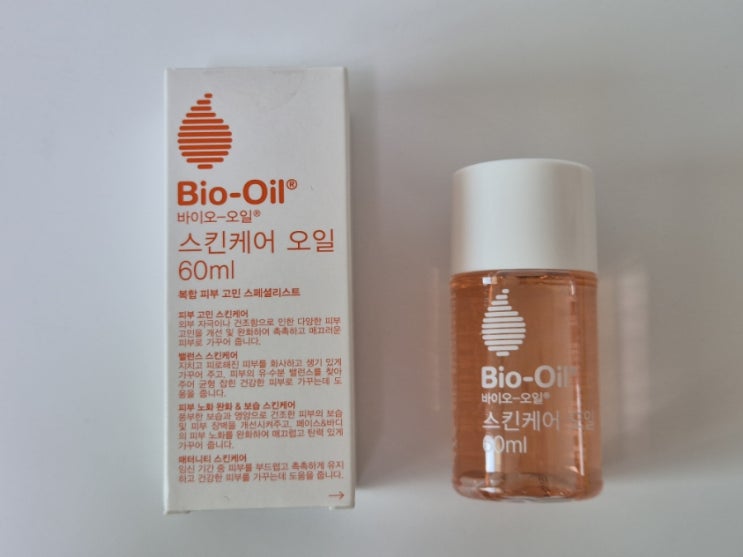 Bio-Oil®
바이오-오일®
스킨케어 오일
60ml
복합 피부 고민 스페셜리스트
피부 고민 스킨케어
외부 자극이나 건조함으로 인한 다양한 피부
고민을 개선 및 완화하며 촉촉하고 매끄러운
피부로 가꾸어 줍니다.
밸런스 스킨케어
지치고 피로해진 피부를 화사하고 생기 있게
가꾸어 주고, 피부의 유·수분 밸런스를 찾아
주어 균형 잡힌 건강한 피부로 가꾸는데 도
움을 줍니다.
피부 노화 완화 & 보습 스킨케어
풍부한 보습과 영양으로 건조한 피부의 보습
및 피부 장벽을 개선시켜주고, 페이스&바디
의 피부 노화를 완화하여 매끄럽고 탄력 있게
가꾸어 줍니다.
매터니티 스킨케어
임신 기간 중 피부를 부드럽고 촉촉하게 유지
하고 건강한 피부를 가꾸는데 도움을 줍니다.
→
Bio-Oil®
바이오-오일®
스킨케어 오일
60ml